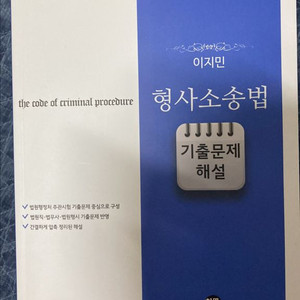 이지민
the code of criminal procedure
형사소송법
기출문제
해설
✓ 법원행정처 주관시험 기출문제 중심으로 구성
✓ 법원직·법무사·법원행시 기출문제 반영
✓ 간결하게 압축 정리된 해설